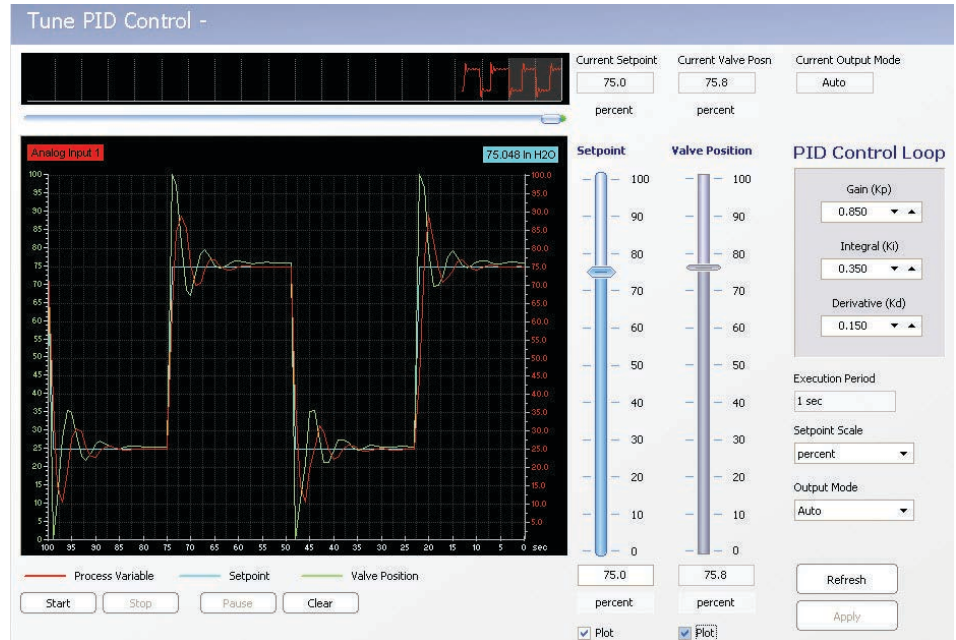 Tune PID Control -
Current Setpoint Current Valve Posn Current Output Mode
75.0 75.8 Auto
percent percent
Analog Input 1 75.048 In H2O
100 95 90 85 80 75 70 65 60 55 50 45 40 35 30 25 20 15 10 5 0
100.0 95.0 90.0 85.0 80.0 75.0 70.0 65.0 60.0 55.0 50.0 45.0 40.0 35.0 30.0 25.0 20.0 15.0 10.0 5.0
100 95 90 85 80 75 70 65 60 55 50 45 40 35 30 25 20 15 10 5 0 sec
Process Variable Setpoint Valve Position
Start Stop Pause Clear
Setpoint Valve Position
100 100
90 90
80 80
70 70
60 60
50 50
40 40
30 30
20 20
10 10
0 0
75.0 75.8
percent percent
Plot Plot
PID Control Loop
Gain (Kp)
0.850
Integral (Ki)
0.350
Derivative (Kd)
0.150
Execution Period
1 sec
Setpoint Scale
percent
Output Mode
Auto
Refresh
Apply